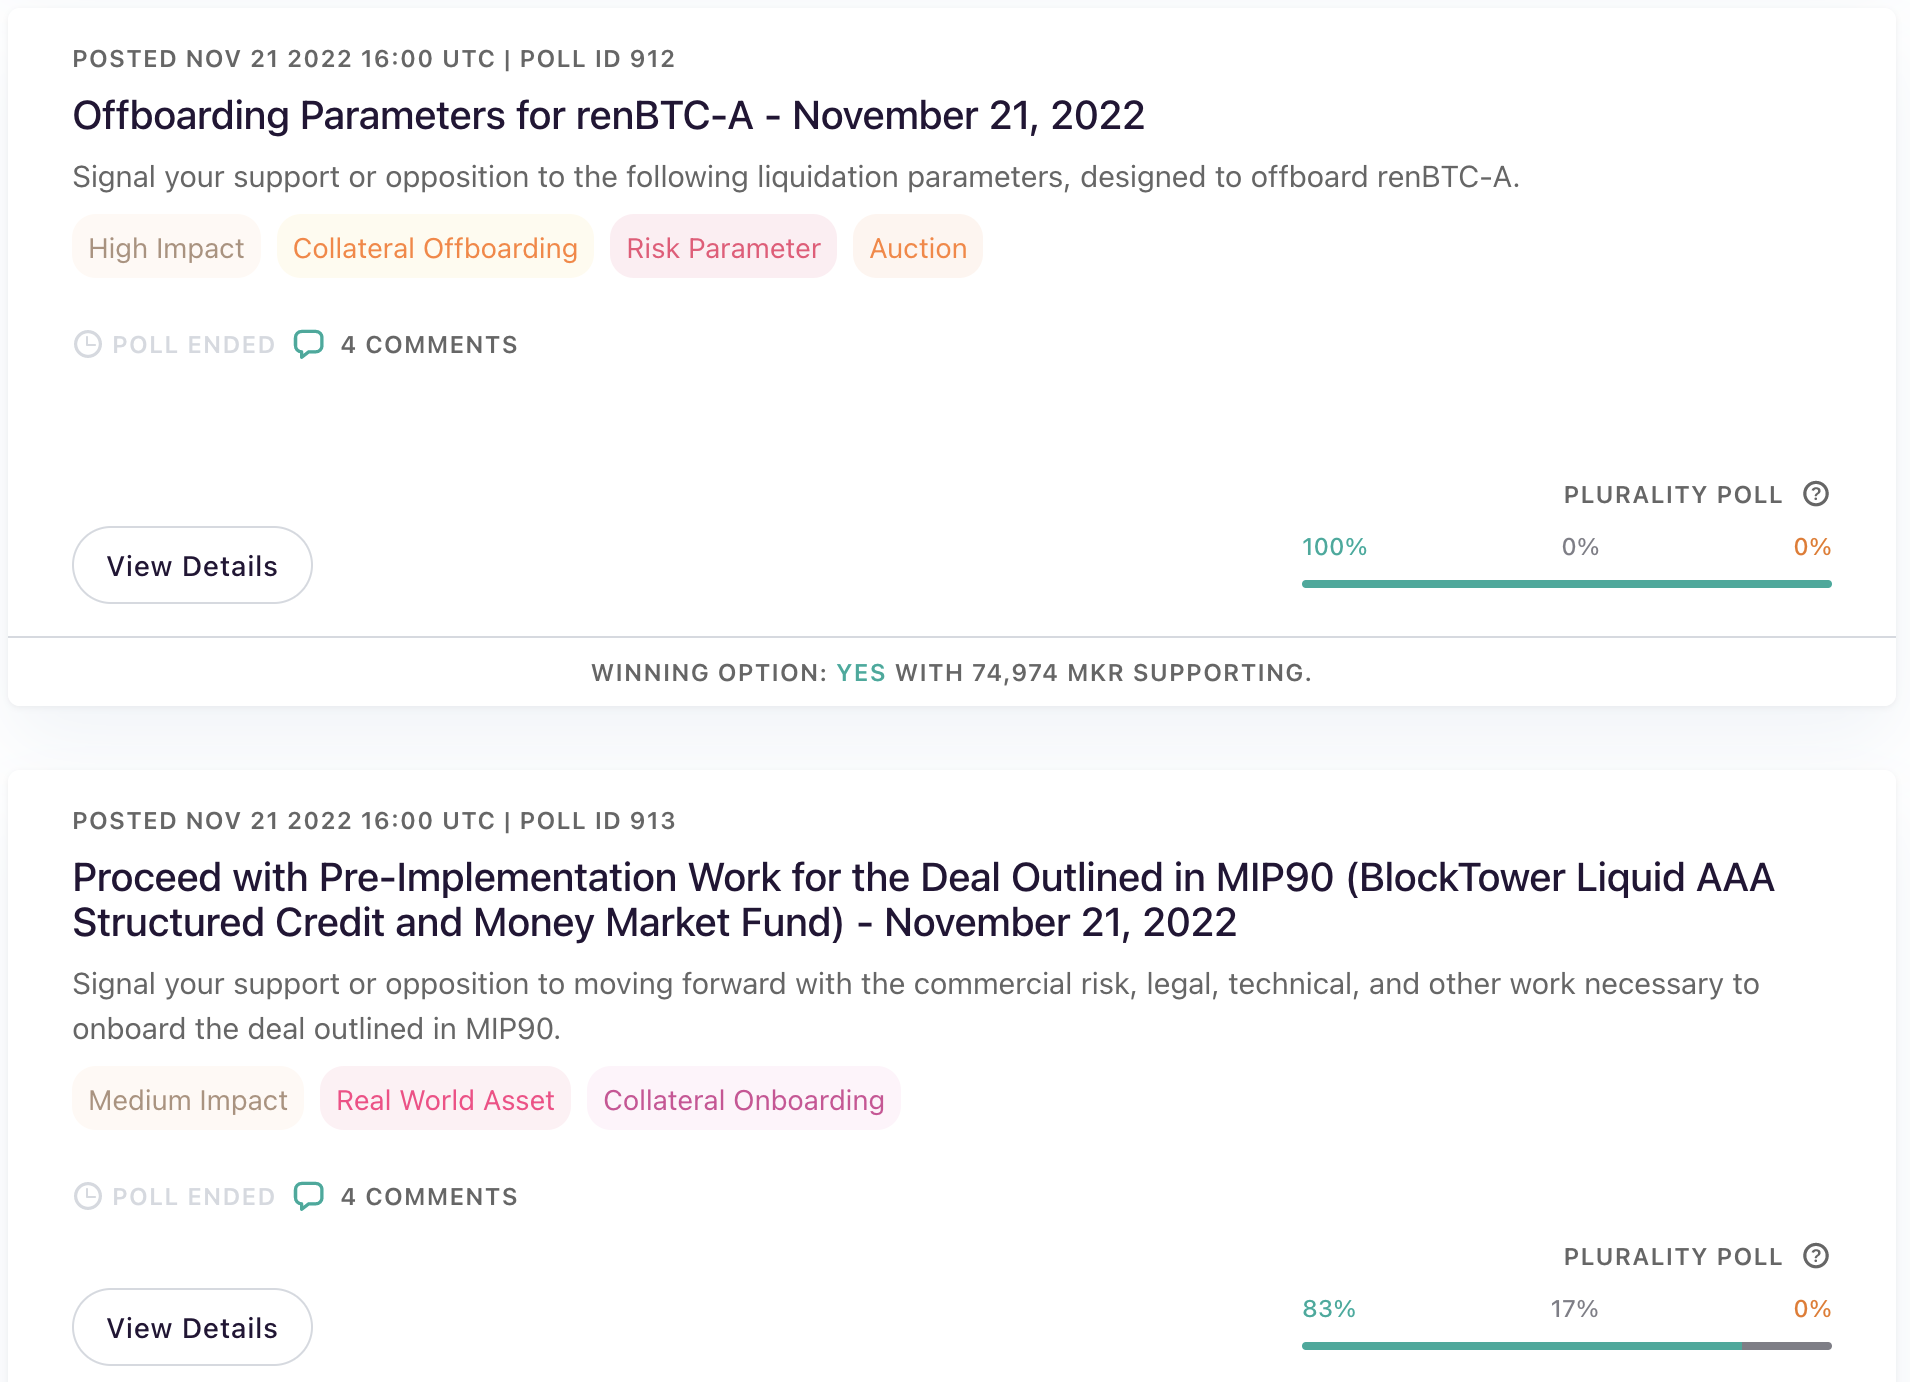 POSTED NOV 21 2022 16:00 UTC | POLL ID 912
Offboarding Parameters for renBTC-A - November 21, 2022
Signal your support or opposition to the following liquidation parameters, designed to offboard renBTC-A.
High Impact Collateral Offboarding Risk Parameter Auction
POLL ENDED 4 COMMENTS
PLURALITY POLL ?
View Details
100% 0% 0%
WINNING OPTION: YES WITH 74,974 MKR SUPPORTING.
POSTED NOV 21 2022 16:00 UTC | POLL ID 913
Proceed with Pre-Implementation Work for the Deal Outlined in MIP90 (BlockTower Liquid AAA
Structured Credit and Money Market Fund) - November 21, 2022
Signal your support or opposition to moving forward with the commercial risk, legal, technical, and other work necessary to
onboard the deal outlined in MIP90.
Medium Impact Real World Asset Collateral Onboarding
POLL ENDED 4 COMMENTS
PLURALITY POLL ?
View Details
83% 17% 0%